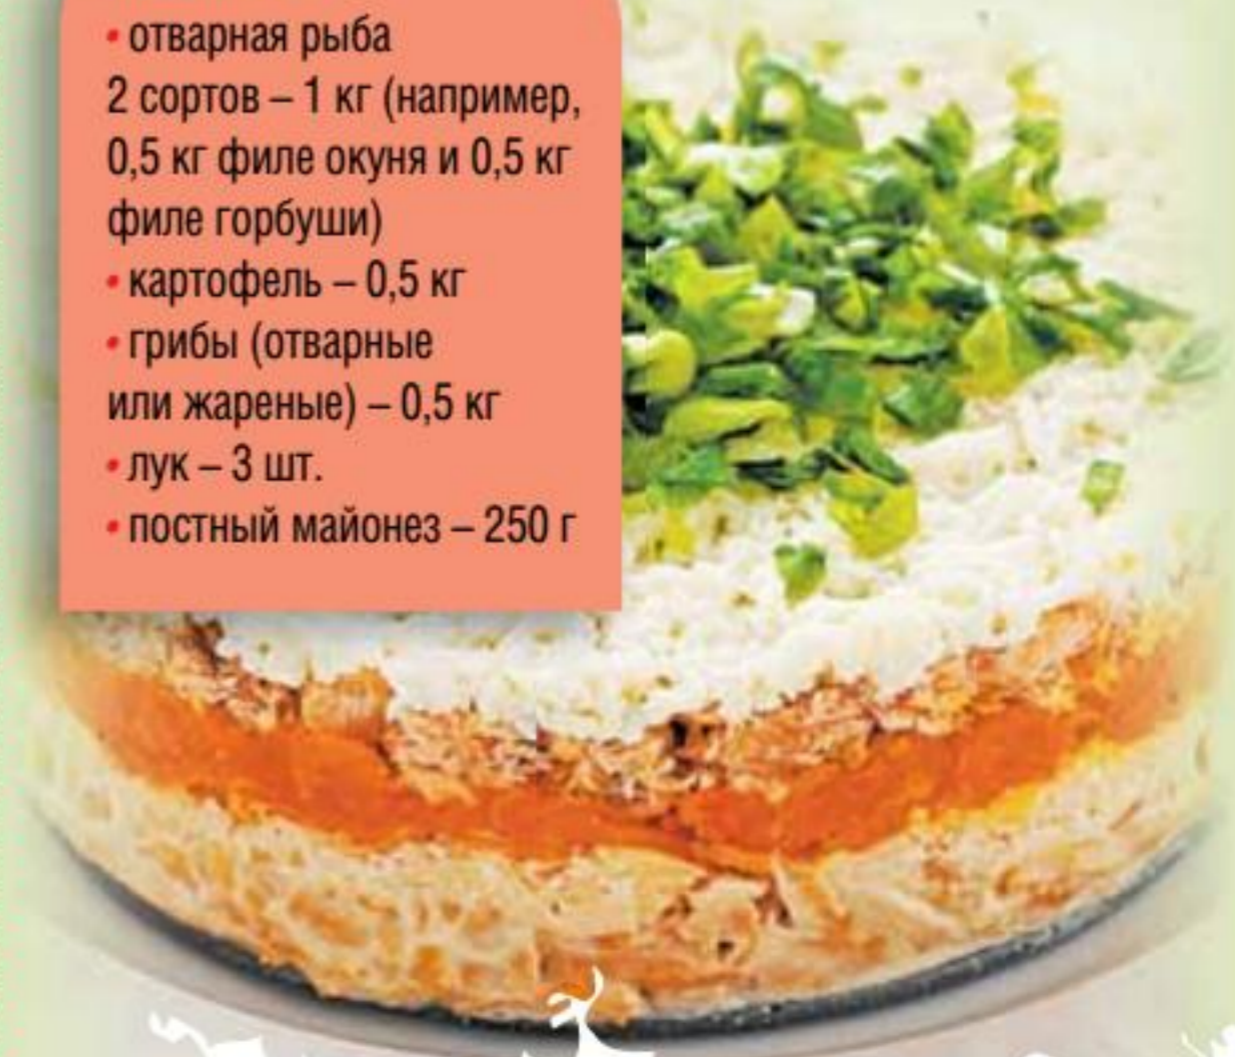 • отварная рыба
2 сортов – 1 кг (например,
0,5 кг филе окуня и 0,5 кг
филе горбуши)
• картофель – 0,5 кг
• грибы (отварные
или жареные) – 0,5 кг
• лук – 3 шт.
• постный майонез – 250 г